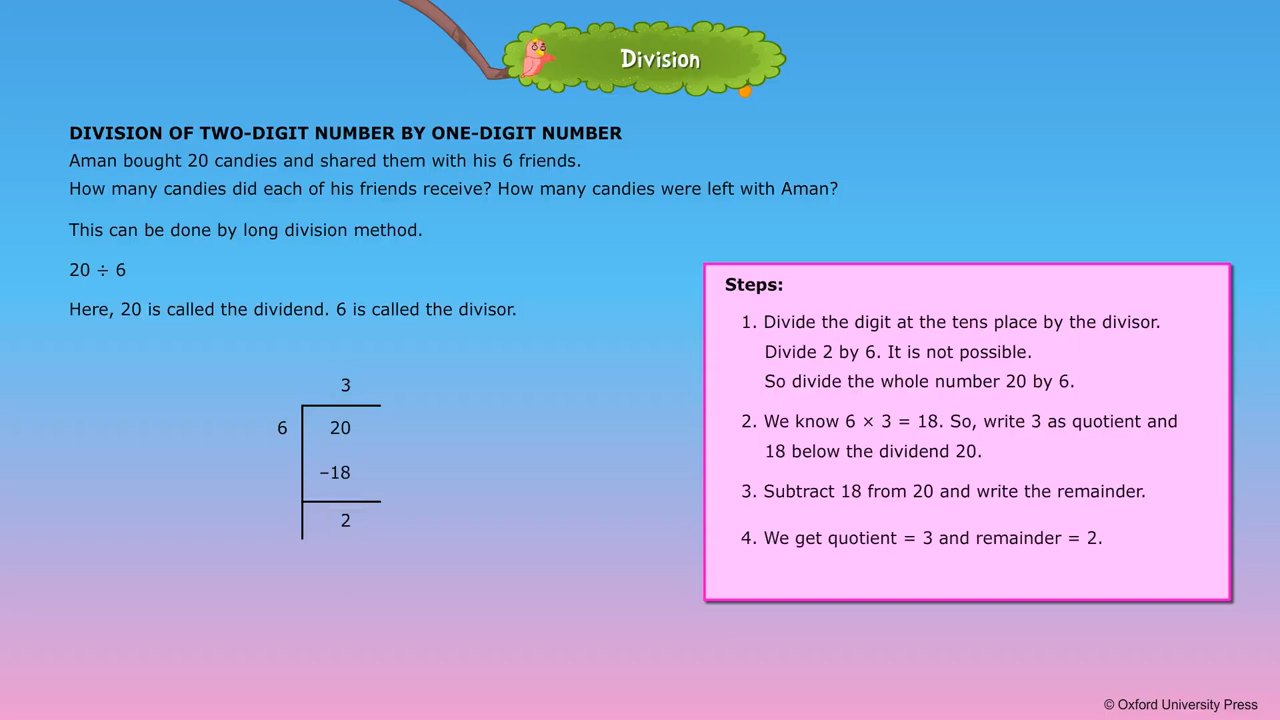 Division
DIVISION OF TWO-DIGIT NUMBER BY ONE-DIGIT NUMBER
Aman bought 20 candies and shared them with his 6 friends.
How many candies did each of his friends receive? How many candies were left with Aman?
This can be done by long division method.
20 ÷ 6
Here, 20 is called the dividend. 6 is called the divisor.
3
6 20
–18
2
Steps:
1. Divide the digit at the tens place by the divisor.
Divide 2 by 6. It is not possible.
So divide the whole number 20 by 6.
2. We know 6 × 3 = 18. So, write 3 as quotient and
18 below the dividend 20.
3. Subtract 18 from 20 and write the remainder.
4. We get quotient = 3 and remainder = 2.
© Oxford University Press